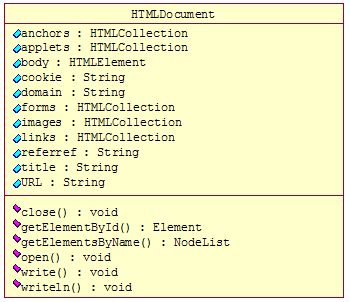 HTMLDocument
anchors : HTMLCollection
applets : HTMLCollection
body : HTMLElement
cookie : String
domain : String
forms : HTMLCollection
images : HTMLCollection
links : HTMLCollection
referref : String
title : String
URL : String
close() : void
getElementById() : Element
getElementsByName() : NodeList
open() : void
write() : void
writeln() : void